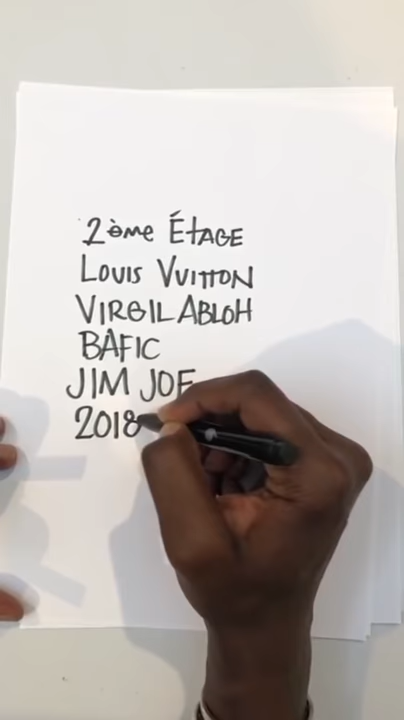 2ème ÉTAGE
LOUIS VUITTON
VIRGIL ABLOH
BAFIC
JIM JOE
2018